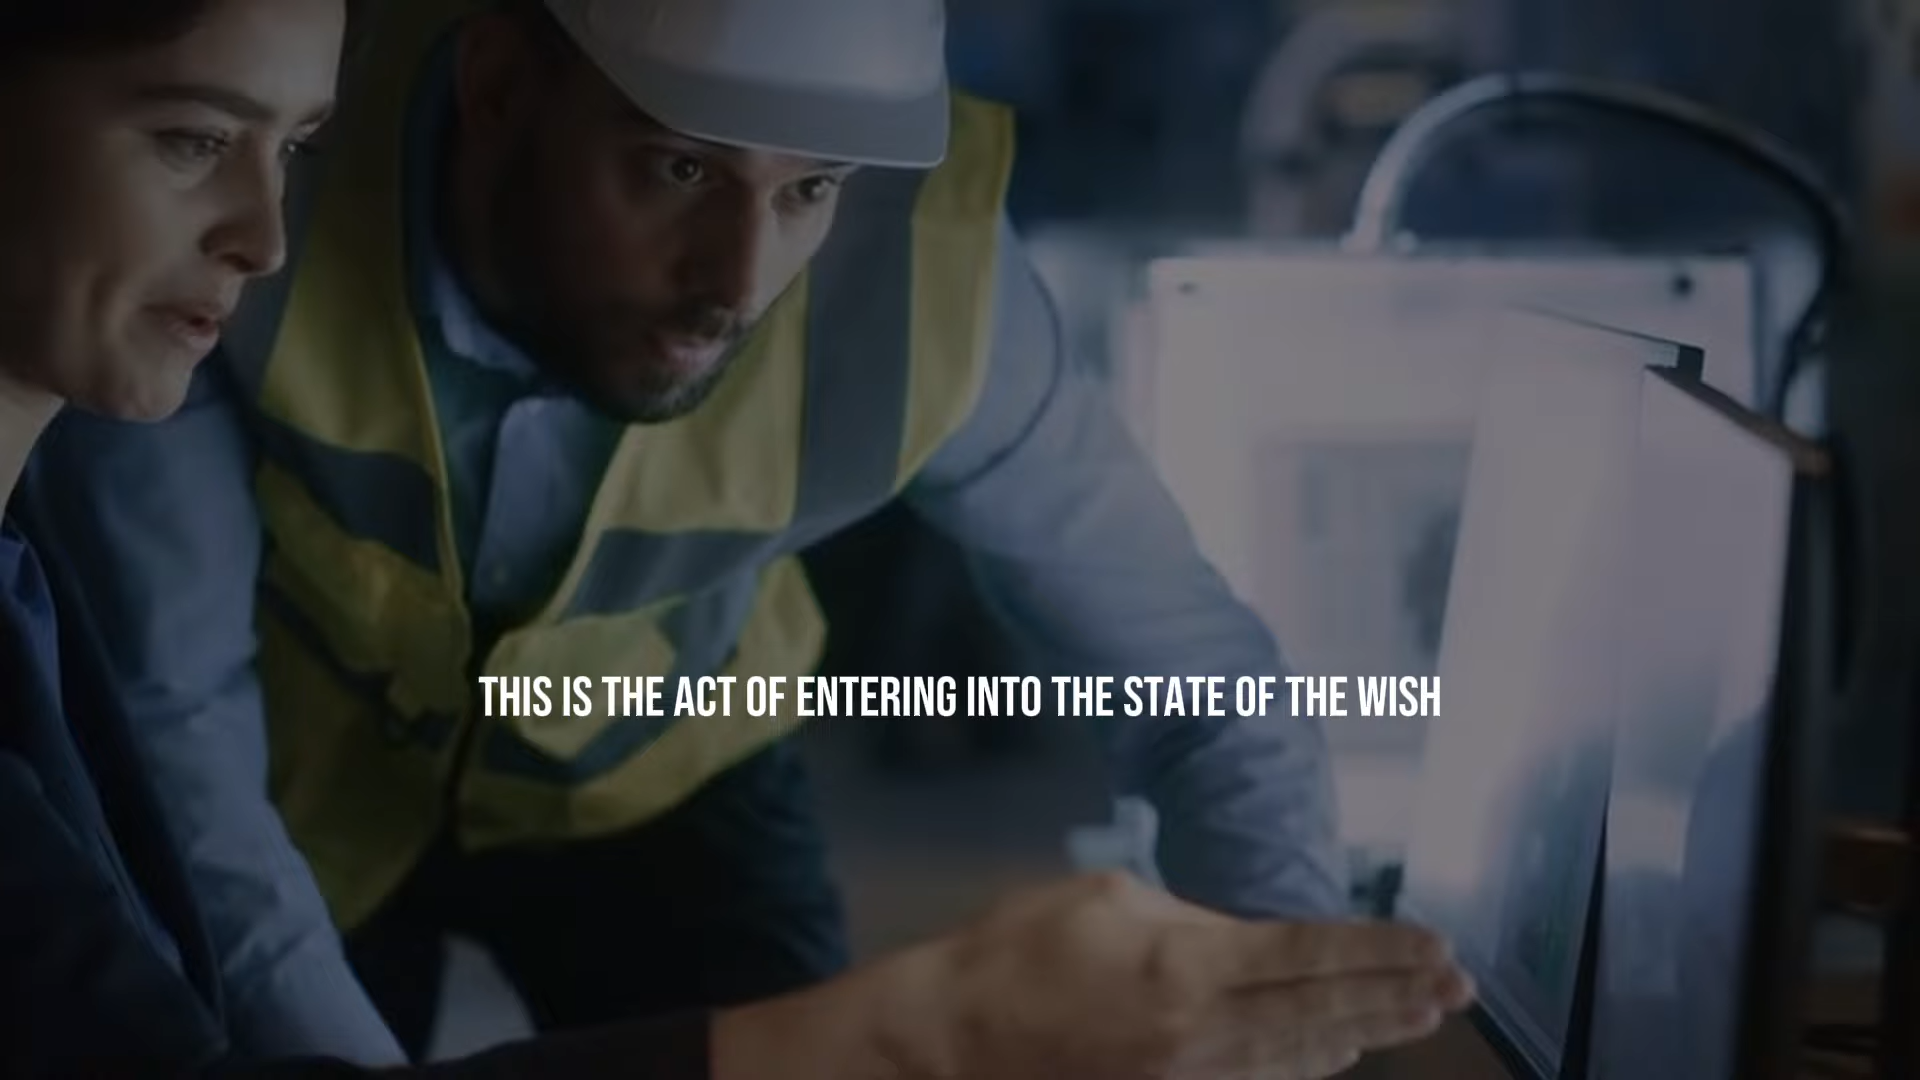 THIS IS THE ACT OF ENTERING INTO THE STATE OF THE WISH